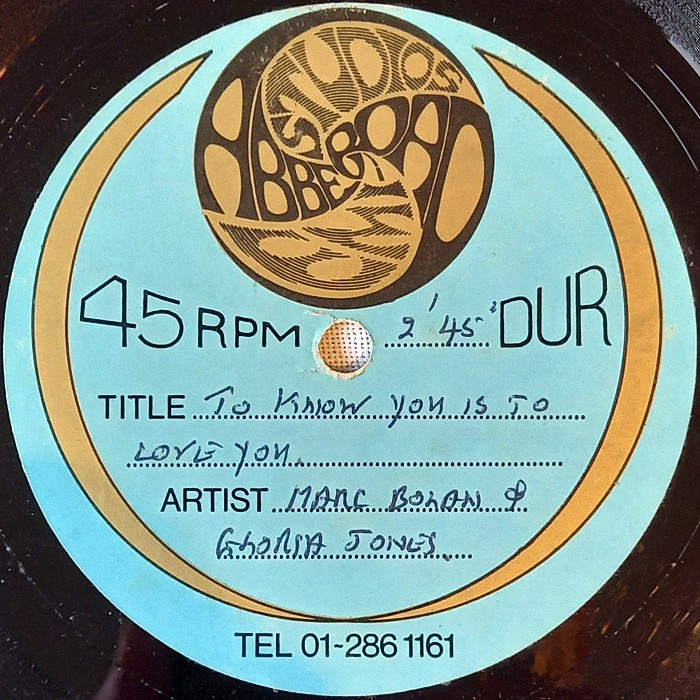 ABBEY ROAD
STUDIOS
45 RPM 2'45" DUR
TITLE To KNOW YOU IS TO
LOVE YOU.
ARTIST MARC BOLAN &
GLORIA JONES.
TEL 01-286 1161